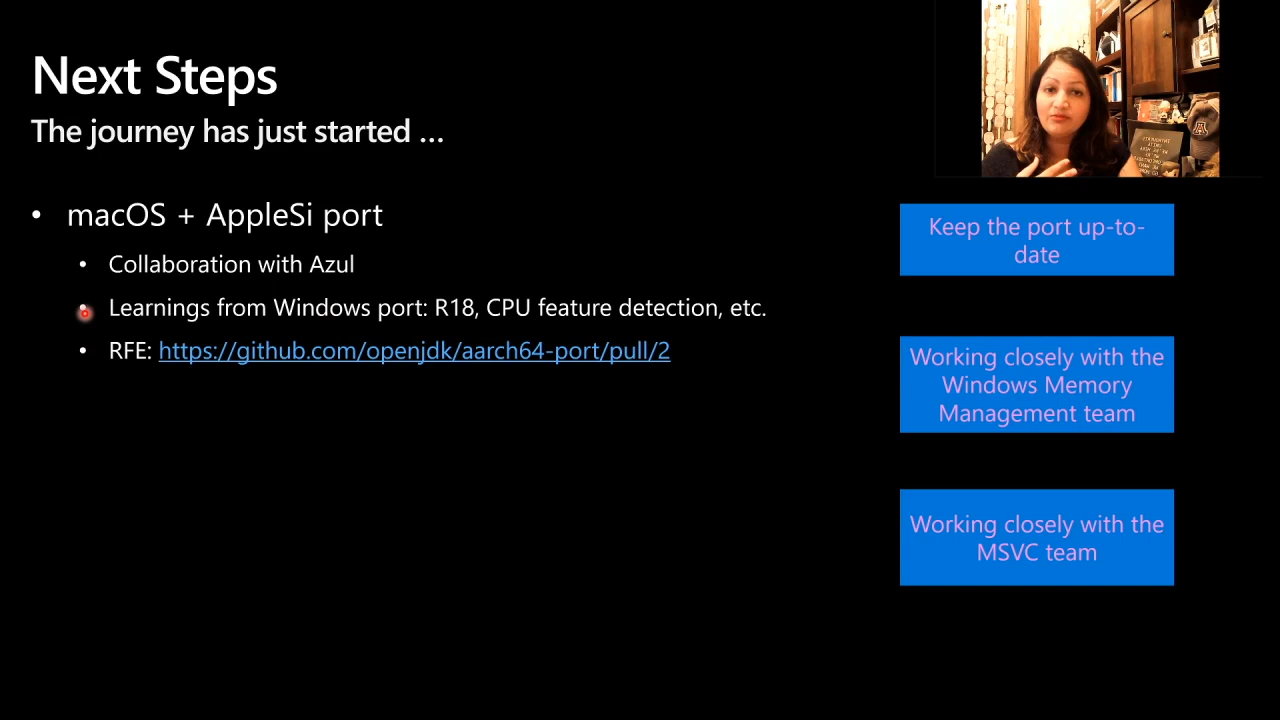 Next Steps
The journey has just started ...
• macOS + AppleSi port
• Collaboration with Azul
• Learnings from Windows port: R18, CPU feature detection, etc.
• RFE: https://github.com/openjdk/aarch64-port/pull/2
Keep the port up-to-
date
Working closely with the
Windows Memory
Management team
Working closely with the
MSVC team
A